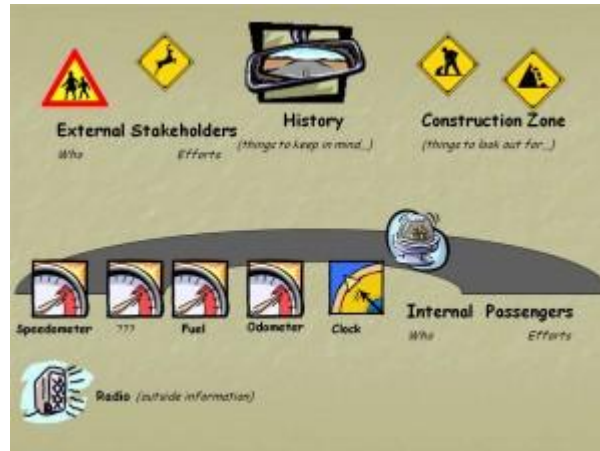 External Stakeholders
Who Efforts
History
(things to keep in mind...)
Construction Zone
(things to look out for...)
Speedometer ??? Fuel Odometer Clock
Internal Passengers
Who Efforts
Radio (outside information)